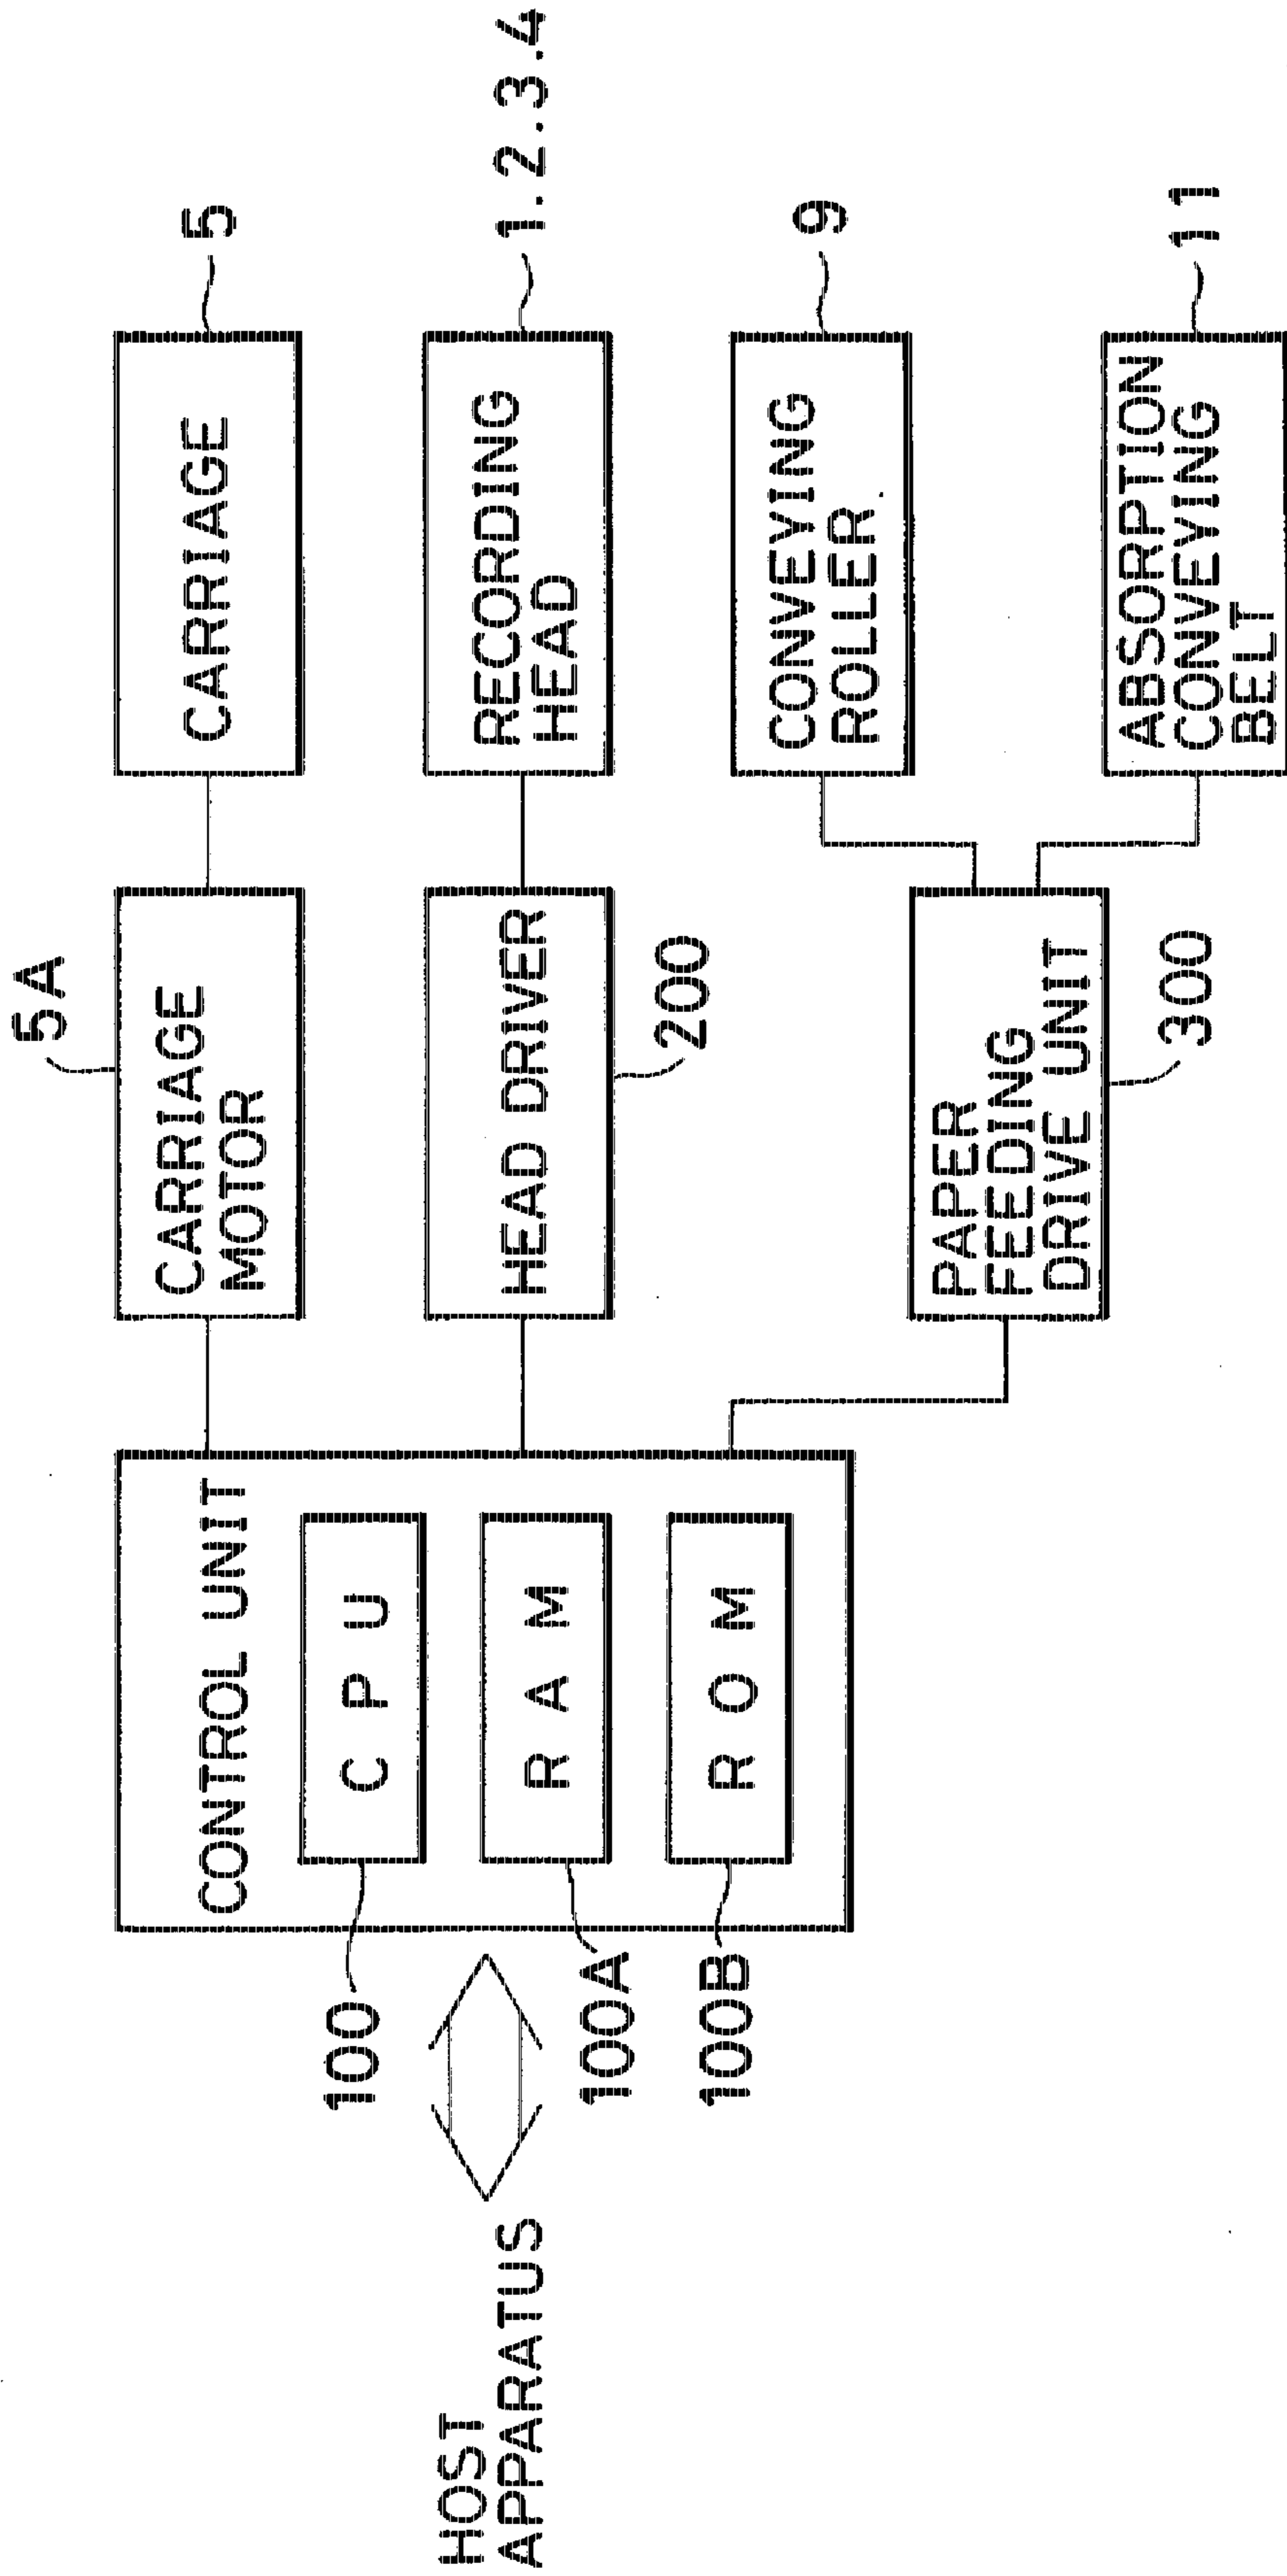 HOST
APPARATUS
CONTROL UNIT
C P U
100
R A M
100A
R O M
100B
5A
CARRIAGE
MOTOR
CARRIAGE
5
HEAD DRIVER
200
RECORDING
HEAD
1.2.3.4
PAPER
FEEDING
DRIVE UNIT
300
CONVEYING
ROLLER
9
ABSORPTION
CONVEYING
BELT
11